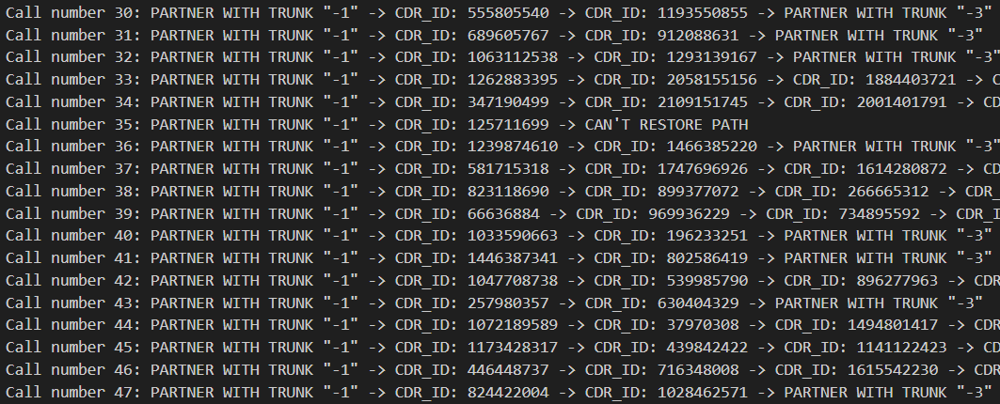 Call number 30: PARTNER WITH TRUNK "-1" -> CDR_ID: 555805540 -> CDR_ID: 1193550855 -> PARTNER WITH TRUNK "-3"
Call number 31: PARTNER WITH TRUNK "-1" -> CDR_ID: 689605767 -> CDR_ID: 912088631 -> PARTNER WITH TRUNK "-3"
Call number 32: PARTNER WITH TRUNK "-1" -> CDR_ID: 1063112538 -> CDR_ID: 1293139167 -> PARTNER WITH TRUNK "-3"
Call number 33: PARTNER WITH TRUNK "-1" -> CDR_ID: 1262883395 -> CDR_ID: 2058155156 -> CDR_ID: 1884403721 -> C
Call number 34: PARTNER WITH TRUNK "-1" -> CDR_ID: 347190499 -> CDR_ID: 2109151745 -> CDR_ID: 2001401791 -> CD
Call number 35: PARTNER WITH TRUNK "-1" -> CDR_ID: 125711699 -> CAN'T RESTORE PATH
Call number 36: PARTNER WITH TRUNK "-1" -> CDR_ID: 1239874610 -> CDR_ID: 1466385220 -> PARTNER WITH TRUNK "-3"
Call number 37: PARTNER WITH TRUNK "-1" -> CDR_ID: 581715318 -> CDR_ID: 1747696926 -> CDR_ID: 1614280872 -> CD
Call number 38: PARTNER WITH TRUNK "-1" -> CDR_ID: 823118690 -> CDR_ID: 899377072 -> CDR_ID: 266665312 -> CDR_
Call number 39: PARTNER WITH TRUNK "-1" -> CDR_ID: 66636884 -> CDR_ID: 969936229 -> CDR_ID: 734895592 -> CDR_I
Call number 40: PARTNER WITH TRUNK "-1" -> CDR_ID: 1033590663 -> CDR_ID: 196233251 -> PARTNER WITH TRUNK "-3"
Call number 41: PARTNER WITH TRUNK "-1" -> CDR_ID: 1446387341 -> CDR_ID: 802586419 -> PARTNER WITH TRUNK "-3"
Call number 42: PARTNER WITH TRUNK "-1" -> CDR_ID: 1047708738 -> CDR_ID: 539985790 -> CDR_ID: 896277963 -> CDR
Call number 43: PARTNER WITH TRUNK "-1" -> CDR_ID: 257980357 -> CDR_ID: 630404329 -> PARTNER WITH TRUNK "-3"
Call number 44: PARTNER WITH TRUNK "-1" -> CDR_ID: 1072189589 -> CDR_ID: 37970308 -> CDR_ID: 1494801417 -> CDR
Call number 45: PARTNER WITH TRUNK "-1" -> CDR_ID: 1173428317 -> CDR_ID: 439842422 -> CDR_ID: 1141122423 -> CD
Call number 46: PARTNER WITH TRUNK "-1" -> CDR_ID: 446448737 -> CDR_ID: 716348008 -> CDR_ID: 1615542230 -> CDR
Call number 47: PARTNER WITH TRUNK "-1" -> CDR_ID: 824422004 -> CDR_ID: 1028462571 -> PARTNER WITH TRUNK "-3"